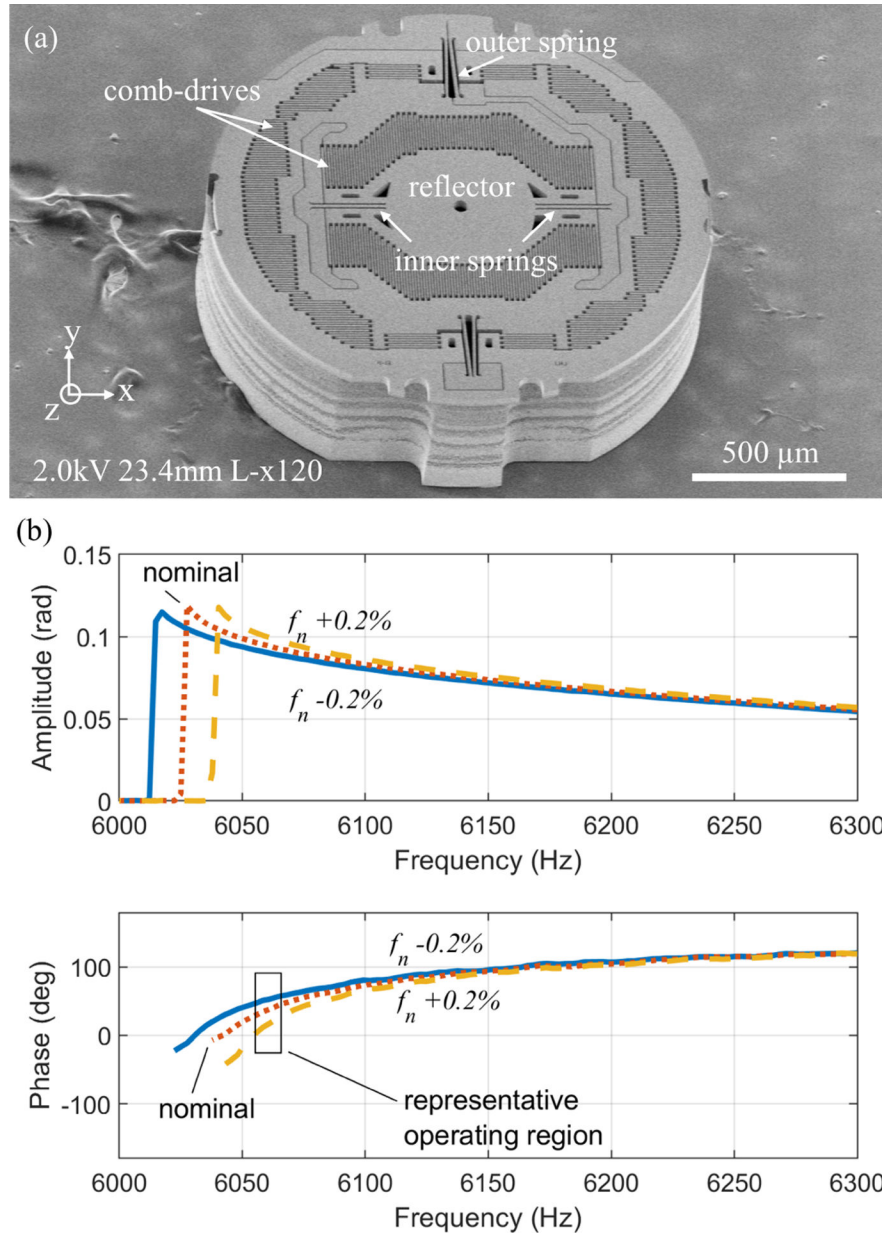 (a)
outer spring
comb-drives
reflector
inner springs
y
x
z
2.0kV 23.4mm L-x120
500 µm
(b)
0.15
nominal
0.1
f_n +0.2%
0.05
f_n -0.2%
0
Amplitude (rad)
6000 6050 6100 6150 6200 6250 6300
Frequency (Hz)
100
f_n -0.2%
f_n +0.2%
0
-100
nominal
representative
operating region
Phase (deg)
6000 6050 6100 6150 6200 6250 6300
Frequency (Hz)